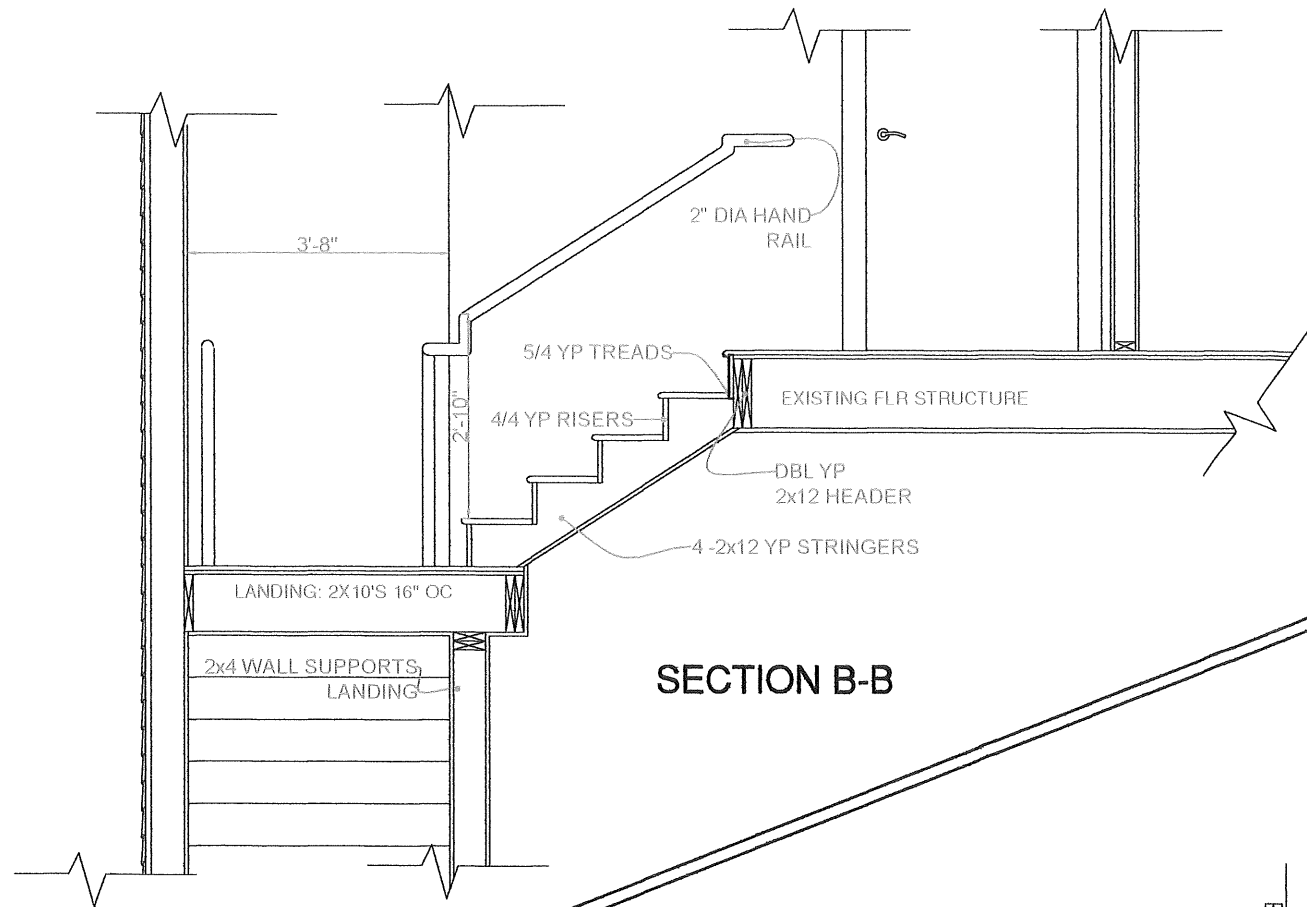 3'-8"
2" DIA HAND
RAIL
5/4 YP TREADS
4/4 YP RISERS
2'-10"
EXISTING FLR STRUCTURE
DBL YP
2x12 HEADER
4 -2x12 YP STRINGERS
LANDING: 2X10'S 16" OC
2x4 WALL SUPPORTS
LANDING
SECTION B-B